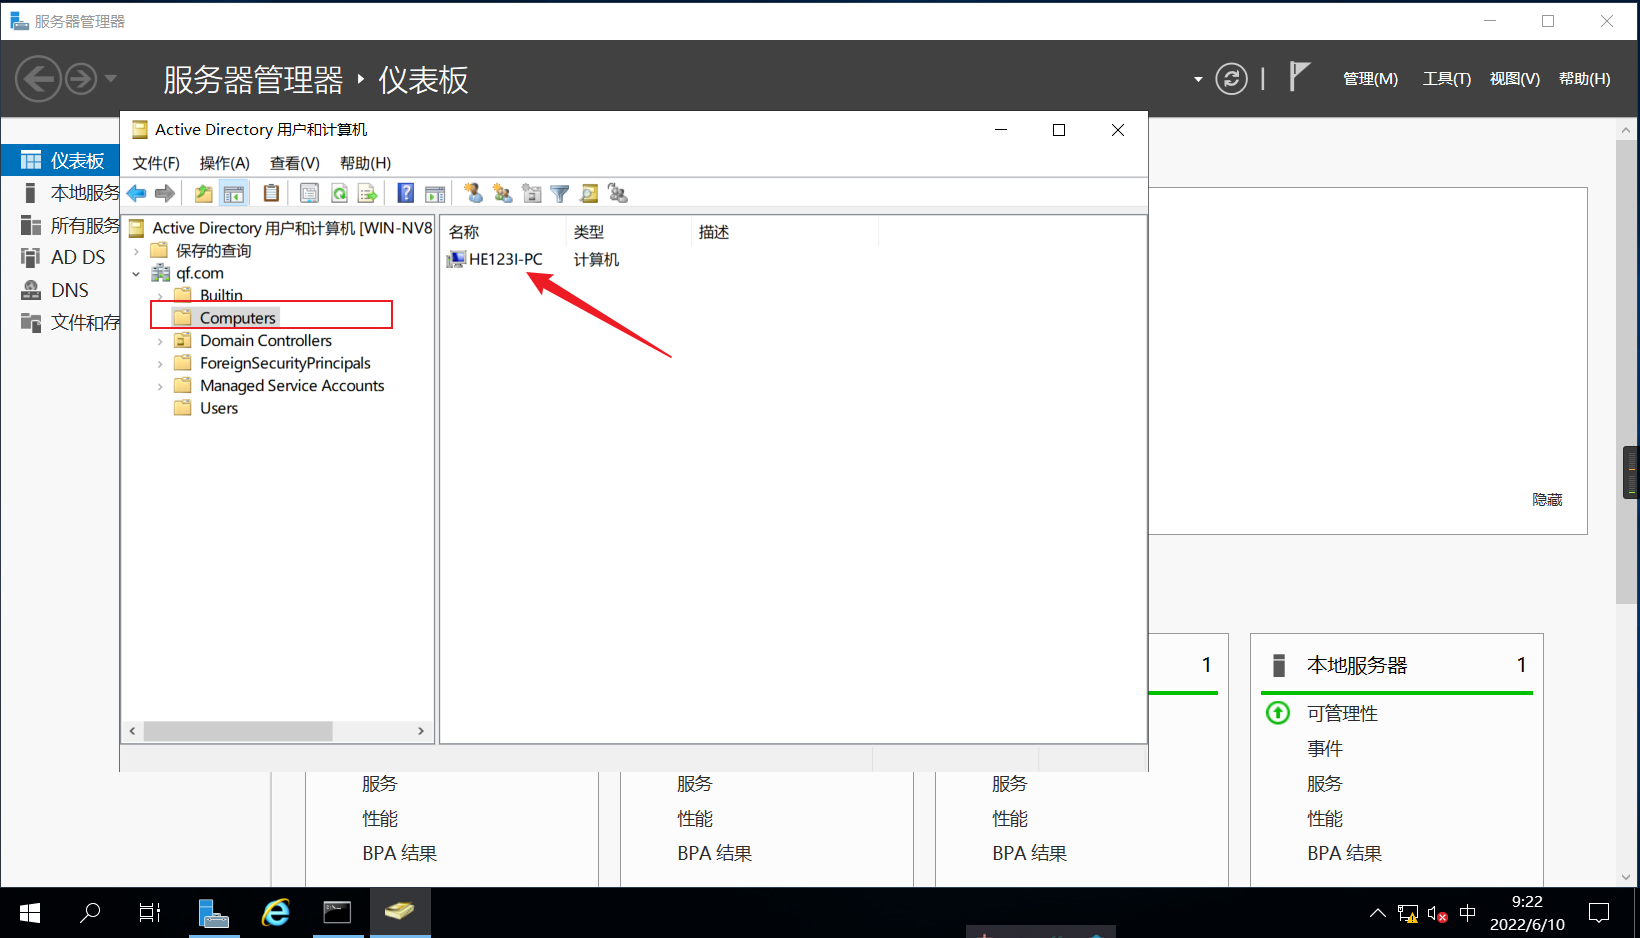 服务器管理器
服务器管理器 仪表板
管理(M) 工具(T) 视图(V) 帮助(H)
Active Directory 用户和计算机
文件(F) 操作(A) 查看(V) 帮助(H)
仪表板
本地服务
所有服务
AD DS
DNS
文件和存
Active Directory 用户和计算机 [WIN-NV8
保存的查询
qf.com
Builtin
Computers
Domain Controllers
ForeignSecurityPrincipals
Managed Service Accounts
Users
名称 类型 描述
HE123I-PC 计算机
隐藏
1
本地服务器 1
可管理性
事件
服务 服务 服务 服务
性能 性能 性能 性能
BPA 结果 BPA 结果 BPA 结果 BPA 结果
中
9:22
2022/6/10